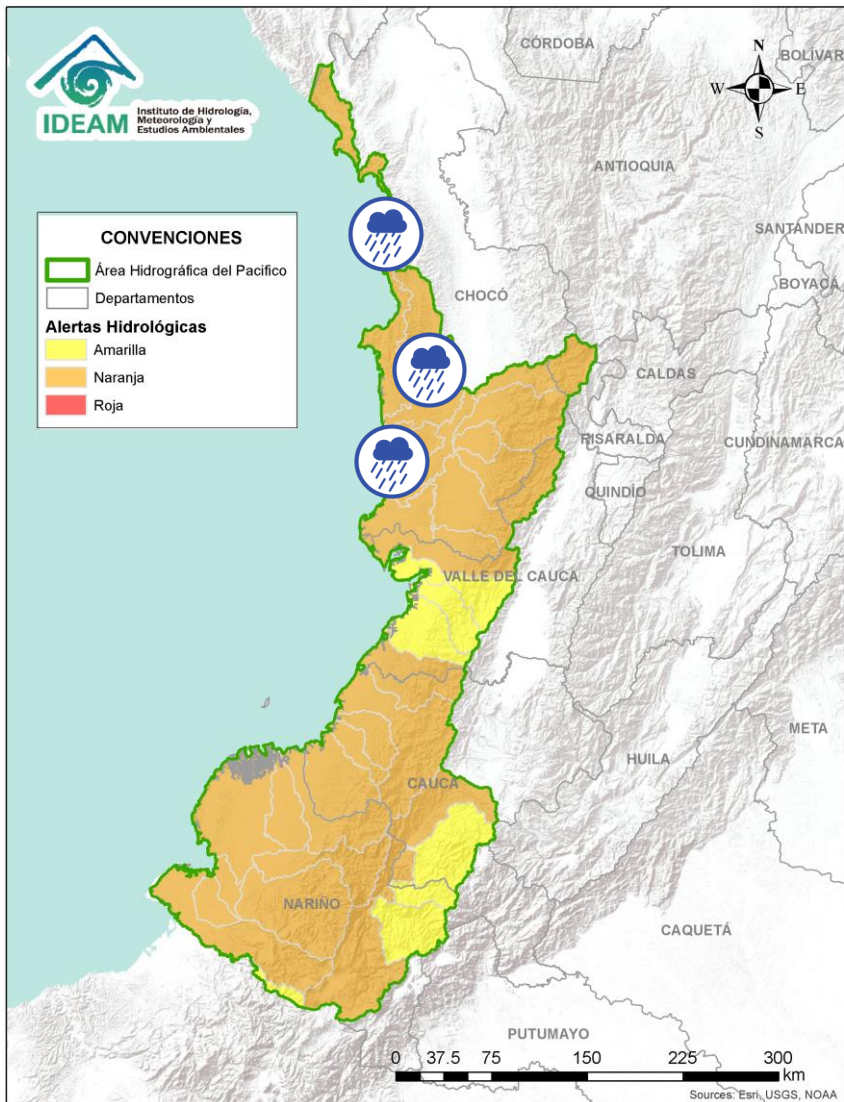 IDEAM
Instituto de Hidrología,
Meteorología y
Estudios Ambientales
CONVENCIONES
Área Hidrográfica del Pacifico
Departamentos
Alertas Hidrológicas
Amarilla
Naranja
Roja
N
W E
S
CÓRDOBA
BOLÍVAR
ANTIOQUIA
SANTANDER
BOYACÁ
CHOCÓ
CALDAS
RISARALDA
CUNDINAMARCA
QUINDÍO
TOLIMA
VALLE DEL CAUCA
META
HUILA
CAUCA
NARIÑO
CAQUETÁ
PUTUMAYO
0 37.5 75 150 225 300
km
Sources: Esri, USGS, NOAA